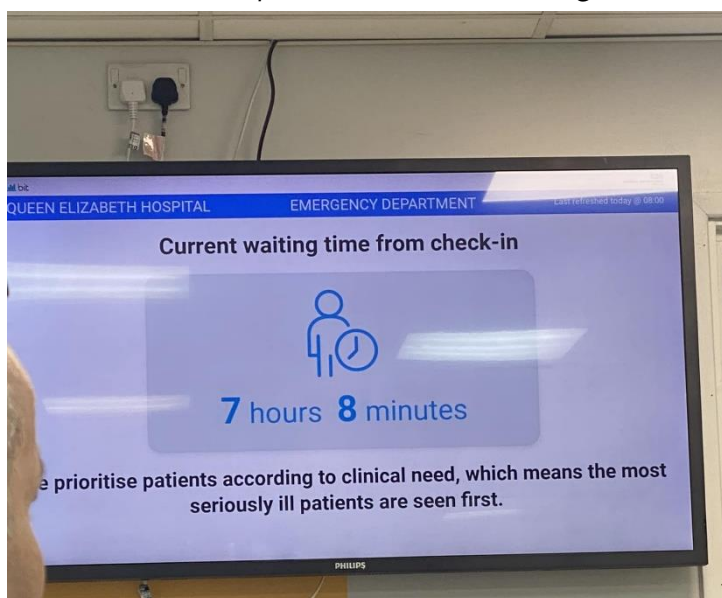 bit
QUEEN ELIZABETH HOSPITAL EMERGENCY DEPARTMENT Last refreshed today @ 08:00
Current waiting time from check-in
7 hours 8 minutes
e prioritise patients according to clinical need, which means the most
seriously ill patients are seen first.
PHILIPS